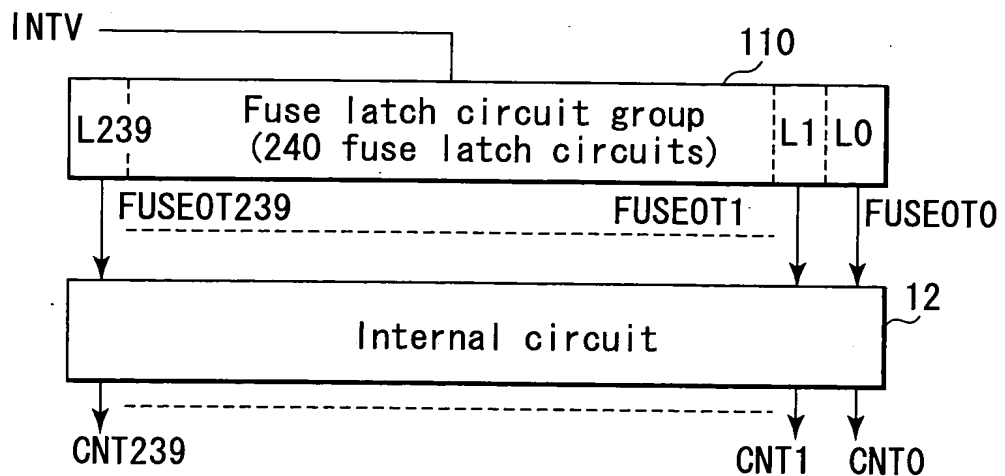 INTV
110
L239
Fuse latch circuit group
(240 fuse latch circuits)
L1
L0
FUSEOT239
FUSEOT1
FUSEOT0
12
Internal circuit
CNT239
CNT1
CNT0